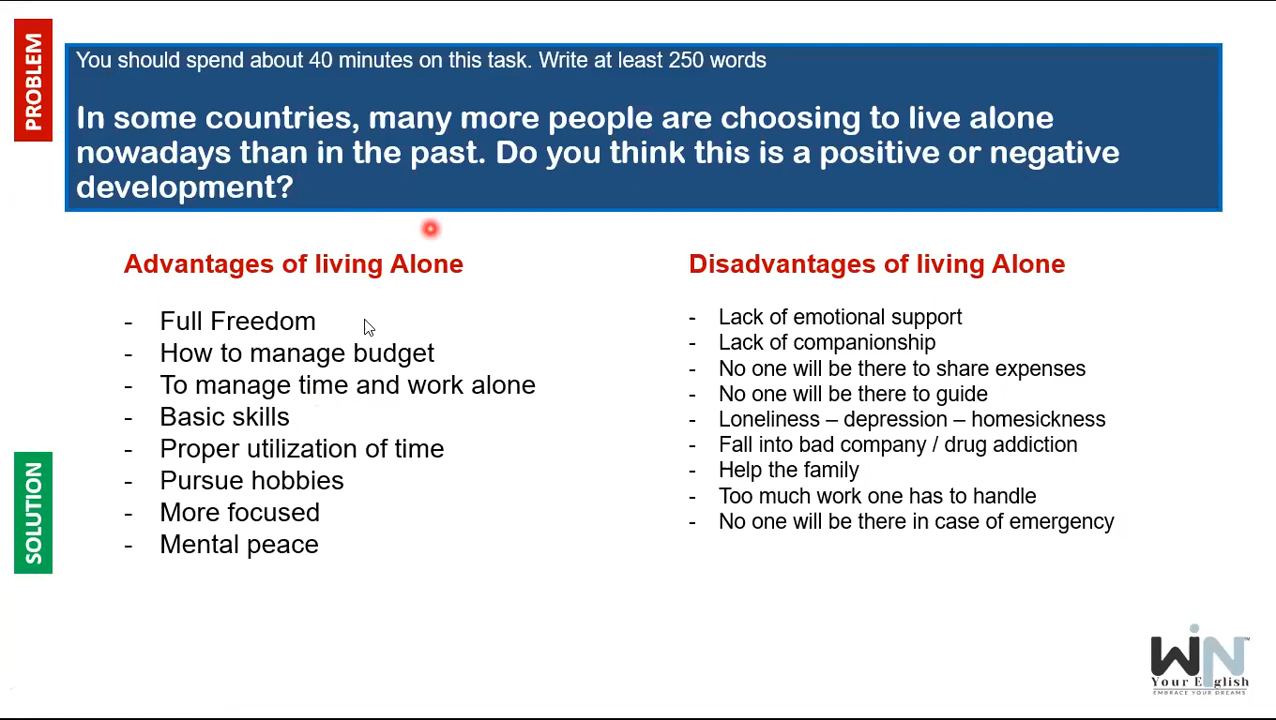 PROBLEM
You should spend about 40 minutes on this task. Write at least 250 words
In some countries, many more people are choosing to live alone
nowadays than in the past. Do you think this is a positive or negative
development?
Advantages of living Alone
- Full Freedom
- How to manage budget
- To manage time and work alone
- Basic skills
- Proper utilization of time
- Pursue hobbies
- More focused
- Mental peace
Disadvantages of living Alone
- Lack of emotional support
- Lack of companionship
- No one will be there to share expenses
- No one will be there to guide
- Loneliness – depression – homesickness
- Fall into bad company / drug addiction
- Help the family
- Too much work one has to handle
- No one will be there in case of emergency
SOLUTION
WiN™
Your English
EMBRACE YOUR DREAMS